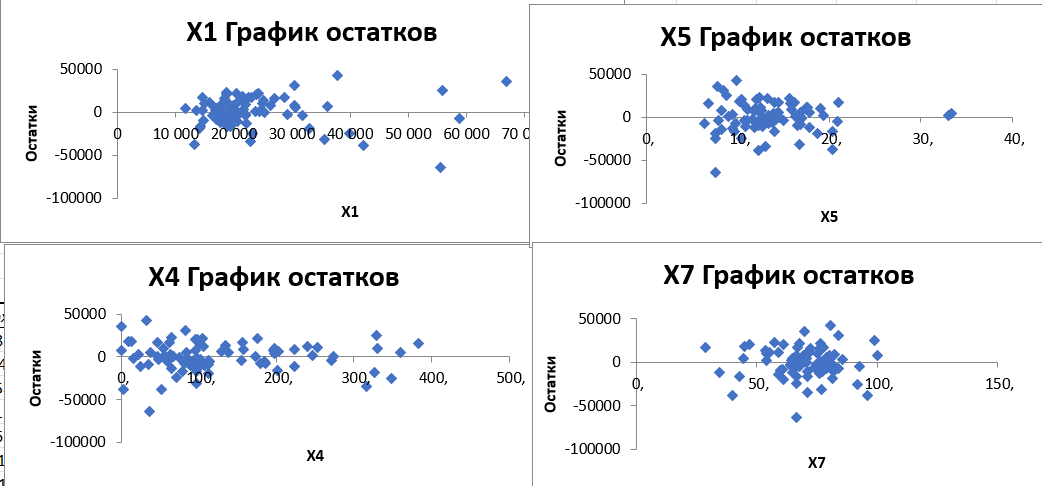 X1 График остатков
50000
0
-50000
-100000
0 10 000 20 000 30 000 40 000 50 000 60 000 70 0
Остатки
X1
X5 График остатков
50000
0
-50000
-100000
0, 10, 20, 30, 40,
Остатки
X5
X4 График остатков
50000
0
-50000
-100000
0, 100, 200, 300, 400, 500,
Остатки
X4
X7 График остатков
50000
0
-50000
-100000
0, 50, 100, 150,
Остатки
X7